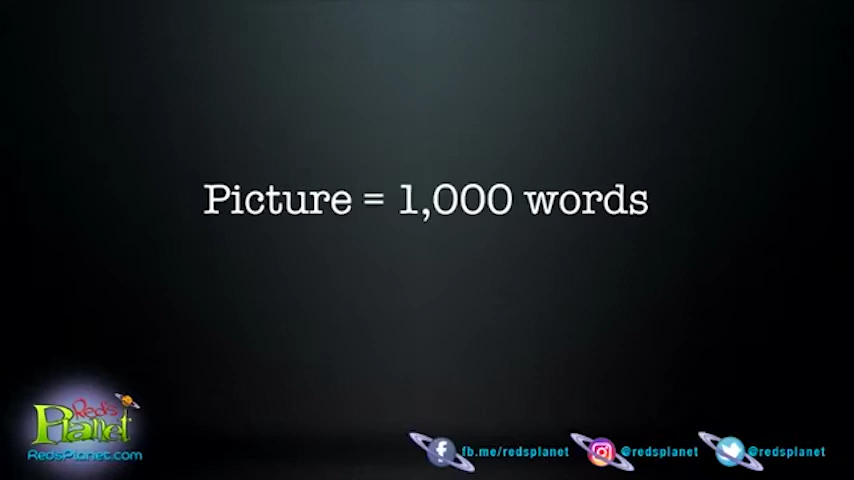 Picture = 1,000 words
Red's
Planet
RedsPlanet.com
fb.me/redsplanet
@redsplanet
@redsplanet